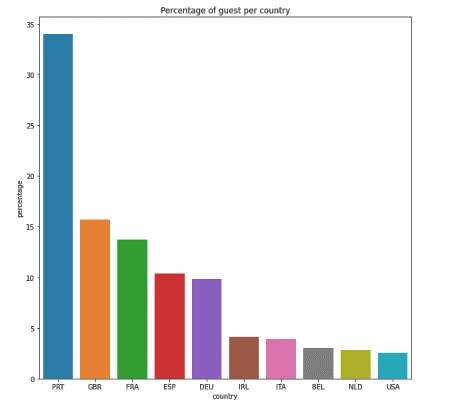 Percentage of guest per country
35
30
25
20
15
10
5
0
percentage
PRT GBR FRA ESP DEU IRL ITA BEL NLD USA
country